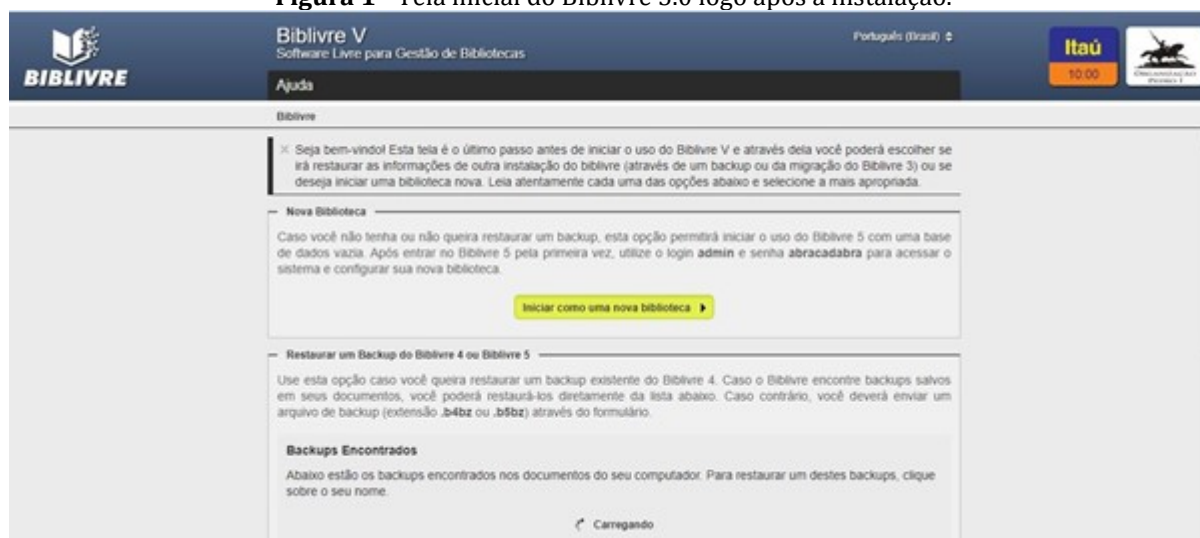 Figura 1 - Tela inicial do Biblivre 5.0 logo após a instalação.
BIBLIVRE
Biblivre V
Software Livre para Gestão de Bibliotecas
Português (Brasil)
Itaú
10:00
ORGANIZAÇÃO
PEDRO I
Ajuda
Biblivre
× Seja bem-vindo! Esta tela é o último passo antes de iniciar o uso do Biblivre V e através dela você poderá escolher se
irá restaurar as informações de outra instalação do biblivre (através de um backup ou da migração do Biblivre 3) ou se
deseja iniciar uma biblioteca nova. Leia atentamente cada uma das opções abaixo e selecione a mais apropriada.
Nova Biblioteca
Caso você não tenha ou não queira restaurar um backup, esta opção permitirá iniciar o uso do Biblivre 5 com uma base
de dados vazia. Após entrar no Biblivre 5 pela primeira vez, utilize o login admin e senha abracadabra para acessar o
sistema e configurar sua nova biblioteca.
Iniciar como uma nova biblioteca
Restaurar um Backup do Biblivre 4 ou Biblivre 5
Use esta opção caso você queira restaurar um backup existente do Biblivre 4. Caso o Biblivre encontre backups salvos
em seus documentos, você poderá restaurá-los diretamente da lista abaixo. Caso contrário, você deverá enviar um
arquivo de backup (extensão .b4bz ou .b5bz) através do formulário.
Backups Encontrados
Abaixo estão os backups encontrados nos documentos do seu computador. Para restaurar um destes backups, clique
sobre o seu nome.
Carregando